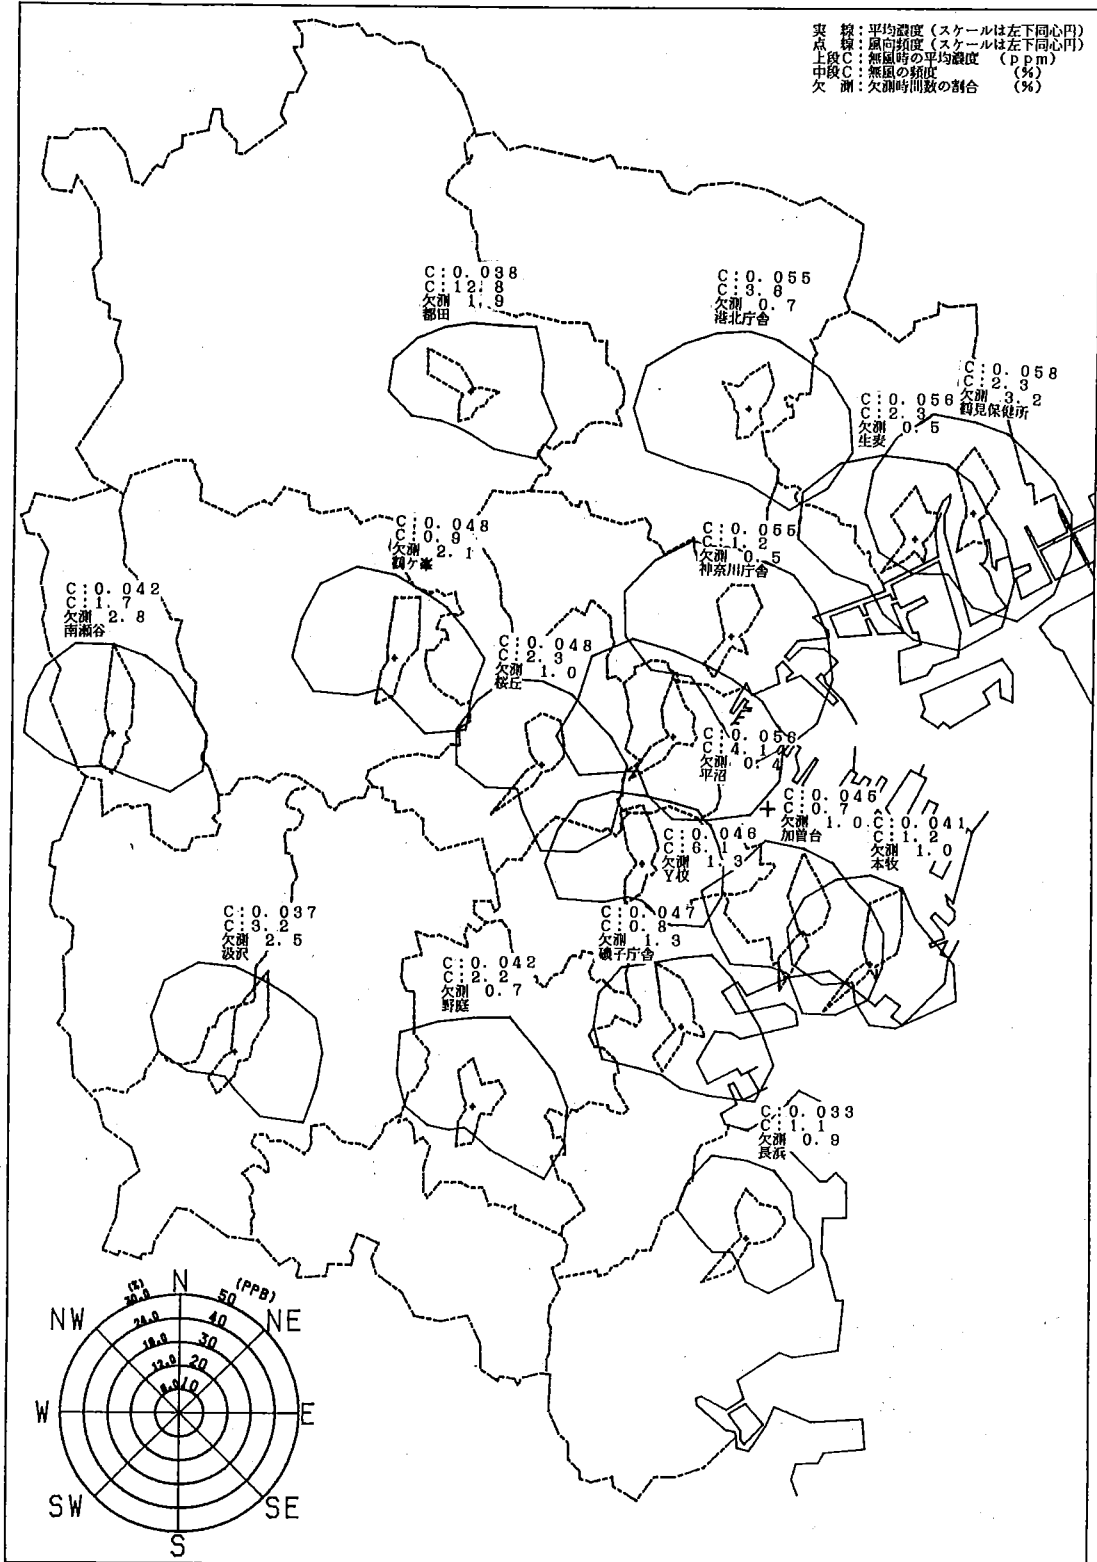 実　線：平均濃度（スケールは左下同心円）
点　線：風向頻度（スケールは左下同心円）
上段C：無風時の平均濃度　（ppm）
中段C：無風の頻度　（%）
欠　測：欠測時間数の割合　（%）
C：0.038
C：12.8
欠測 1.9
都田
C：0.055
C：3.8
欠測 0.7
港北庁舎
C：0.058
C：2.3
欠測 3.2
鶴見保健所
C：0.056
C：2.3
欠測 0.5
生麦
C：0.048
C：0.9
欠測 2.1
鶴ヶ峯
C：0.055
C：1.2
欠測 0.5
神奈川庁舎
C：0.042
C：1.7
欠測 2.8
南瀬谷
C：0.048
C：2.3
欠測 1.0
桜丘
C：0.056
C：4.1
欠測 0.4
平沼
C：0.045
C：0.7
欠測 1.0
加曽台
C：0.041
C：1.2
欠測 1.0
本牧
C：0.046
C：6.1
欠測 1.3
Y校
C：0.037
C：3.2
欠測 2.5
汲沢
C：0.047
C：0.8
欠測 1.3
磯子庁舎
C：0.042
C：2.2
欠測 0.7
野庭
C：0.033
C：1.1
欠測 0.9
長浜
N
(%)
(PPB)
30.0
50
24.0
40
18.0
30
12.0
20
6.0
10
NW
NE
W
E
SW
SE
S